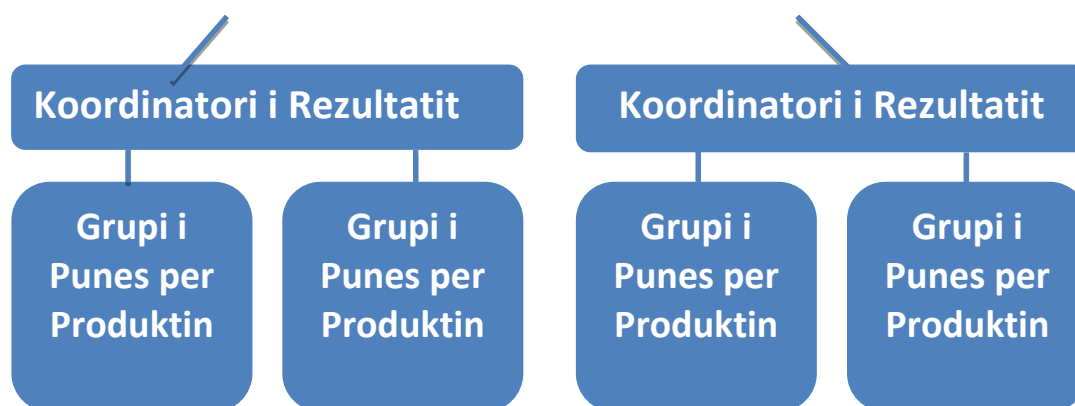 Koordinatori i Rezultatit
Koordinatori i Rezultatit
Grupi i
Punes per
Produktin
Grupi i
Punes per
Produktin
Grupi i
Punes per
Produktin
Grupi i
Punes per
Produktin